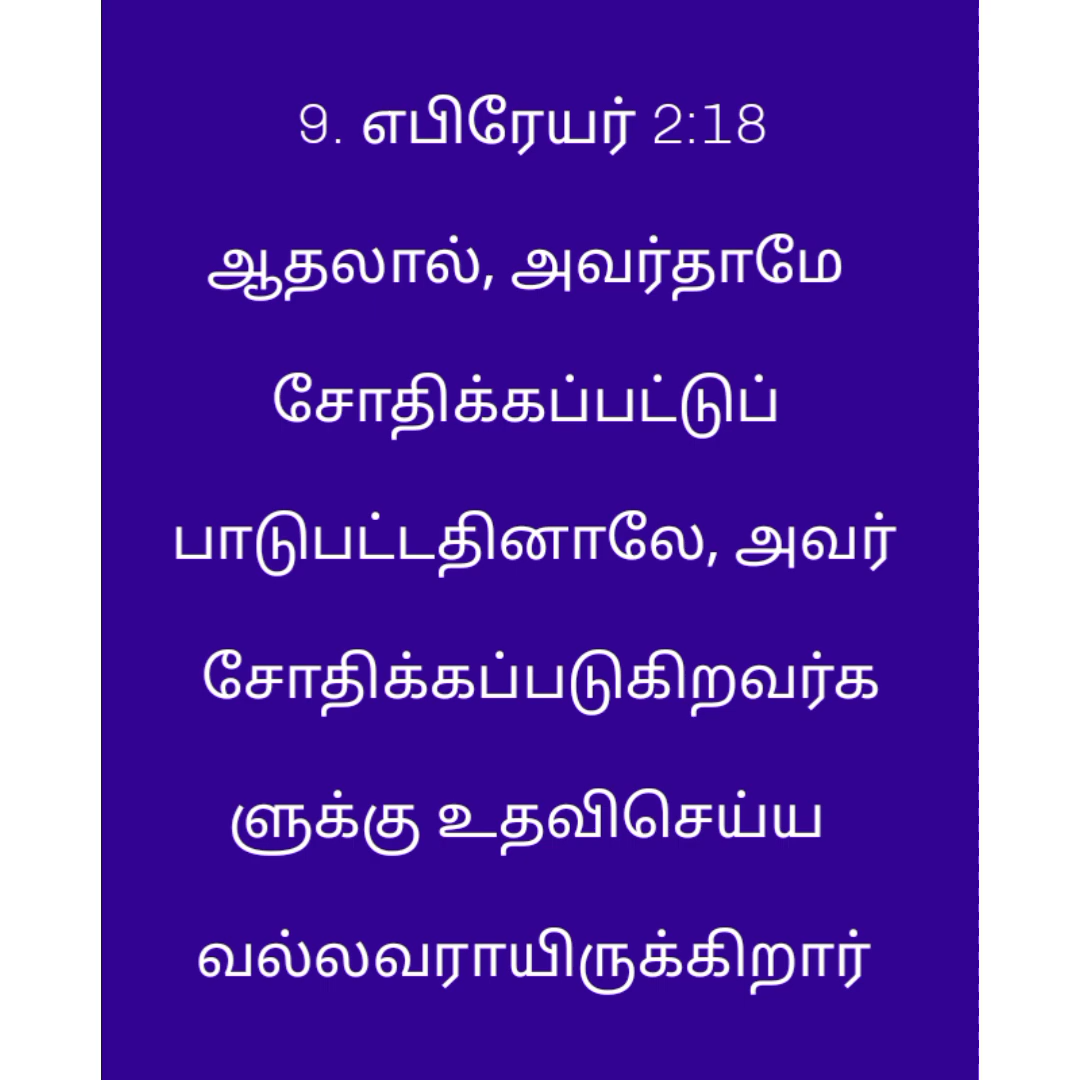 9. எபிரேயர் 2:18
ஆதலால், அவர்தாமே
சோதிக்கப்பட்டுப்
பாடுபட்டதினாலே, அவர்
சோதிக்கப்படுகிறவர்க
ளுக்கு உதவிசெய்ய
வல்லவராயிருக்கிறார்